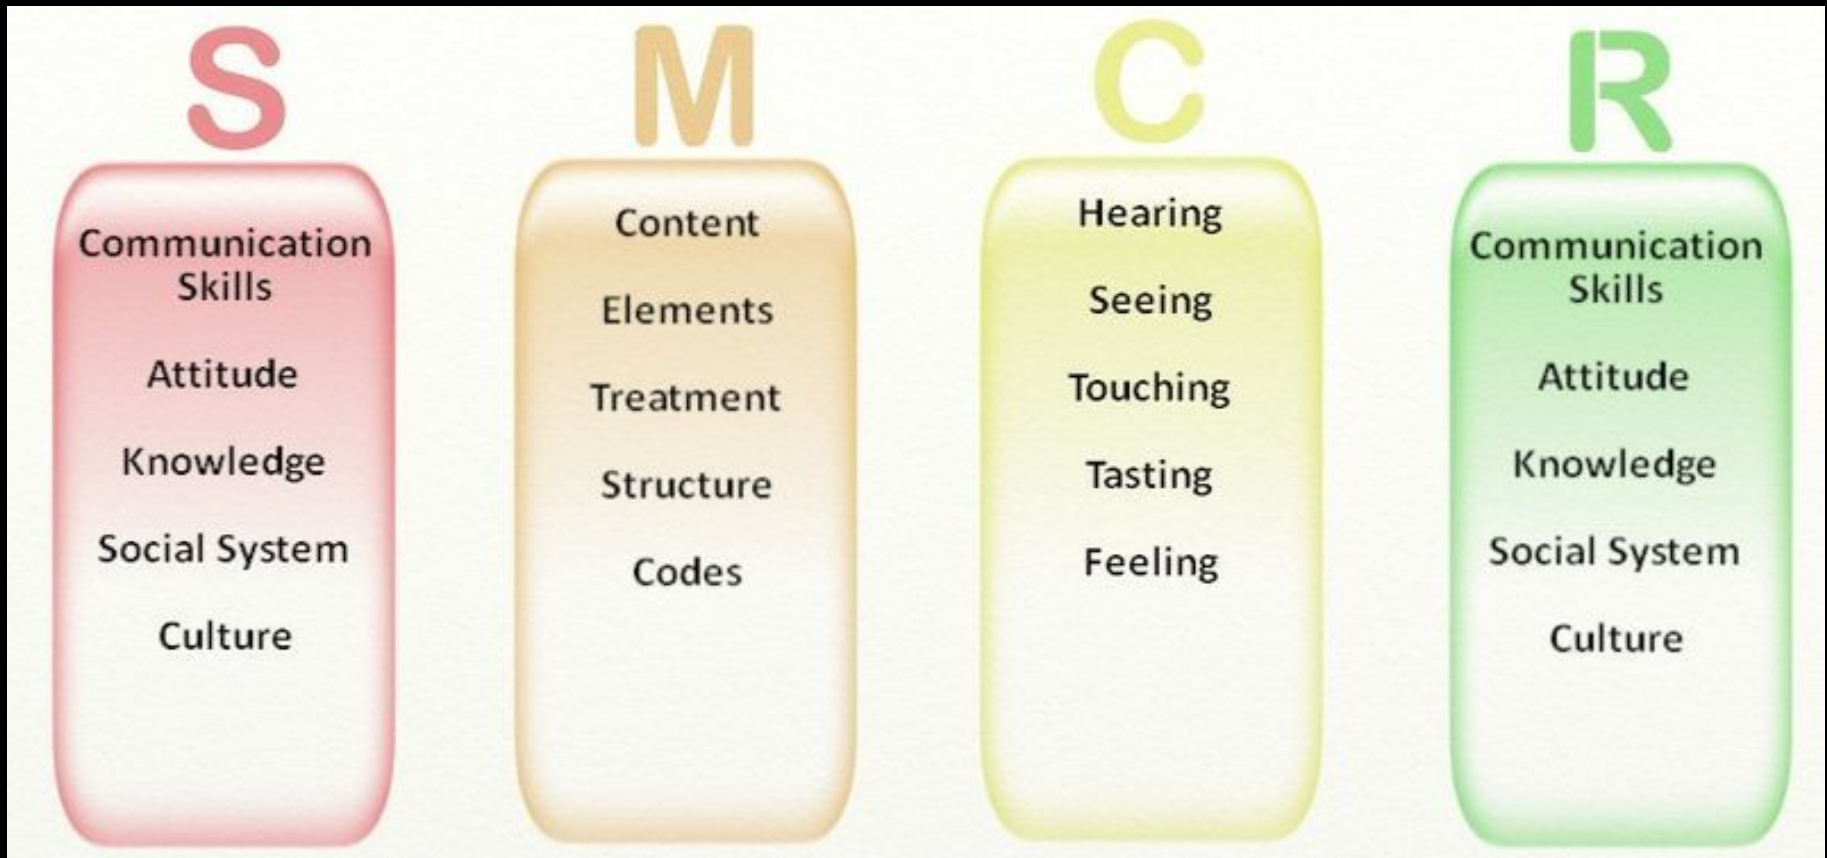 S
Communication
Skills
Attitude
Knowledge
Social System
Culture
M
Content
Elements
Treatment
Structure
Codes
C
Hearing
Seeing
Touching
Tasting
Feeling
R
Communication
Skills
Attitude
Knowledge
Social System
Culture